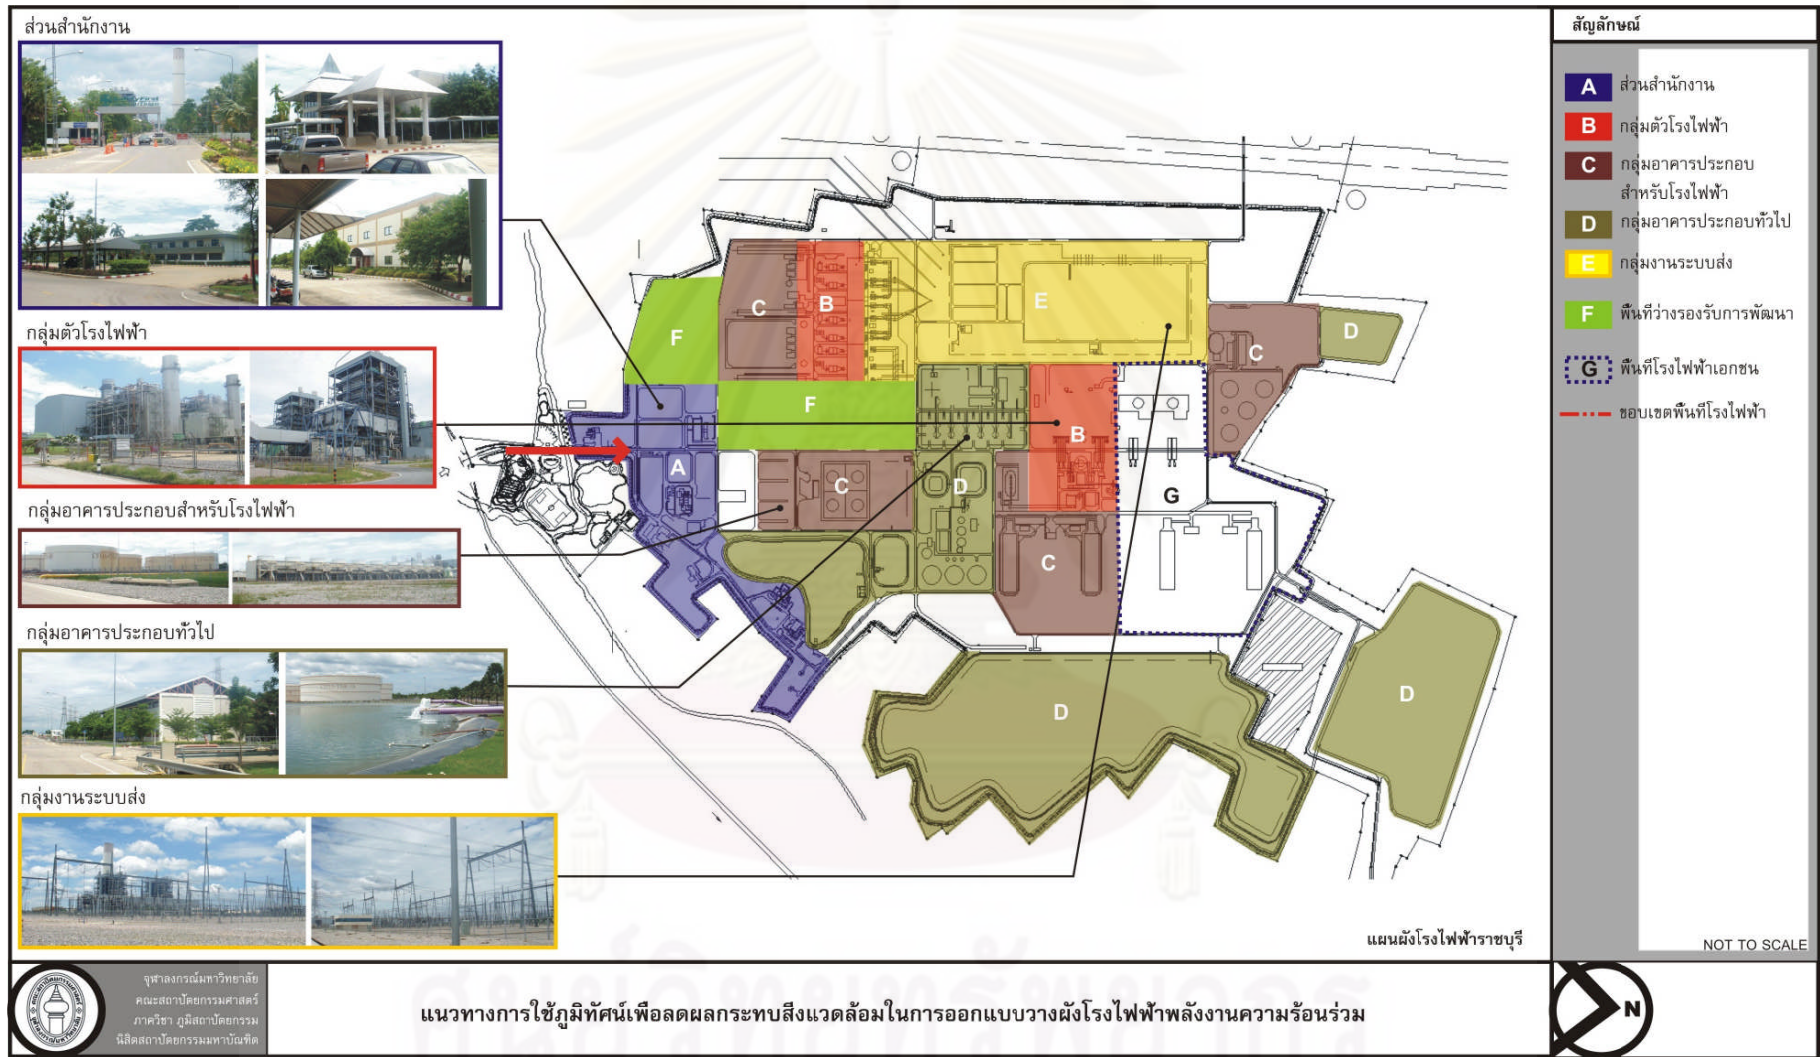 ส่วนสำนักงาน
กลุ่มตัวโรงไฟฟ้า
กลุ่มอาคารประกอบสำหรับโรงไฟฟ้า
กลุ่มอาคารประกอบทั่วไป
กลุ่มงานระบบส่ง
F
C
B
E
C
D
F
A
C
D
B
G
C
D
D
แผนผังโรงไฟฟ้าราชบุรี
สัญลักษณ์
A ส่วนสำนักงาน
B กลุ่มตัวโรงไฟฟ้า
C กลุ่มอาคารประกอบ
สำหรับโรงไฟฟ้า
D กลุ่มอาคารประกอบทั่วไป
E กลุ่มงานระบบส่ง
F พื้นที่ว่างรองรับการพัฒนา
G พื้นที่โรงไฟฟ้าเอกชน
ขอบเขตพื้นที่โรงไฟฟ้า
NOT TO SCALE
จุฬาลงกรณ์มหาวิทยาลัย
คณะสถาปัตยกรรมศาสตร์
ภาควิชา ภูมิสถาปัตยกรรม
นิสิตสถาปัตยกรรมมหาบัณฑิต
แนวทางการใช้ภูมิทัศน์เพื่อลดผลกระทบสิ่งแวดล้อมในการออกแบบวางผังโรงไฟฟ้าพลังงานความร้อนร่วม
N
ศูนย์วิทยทรัพยากร